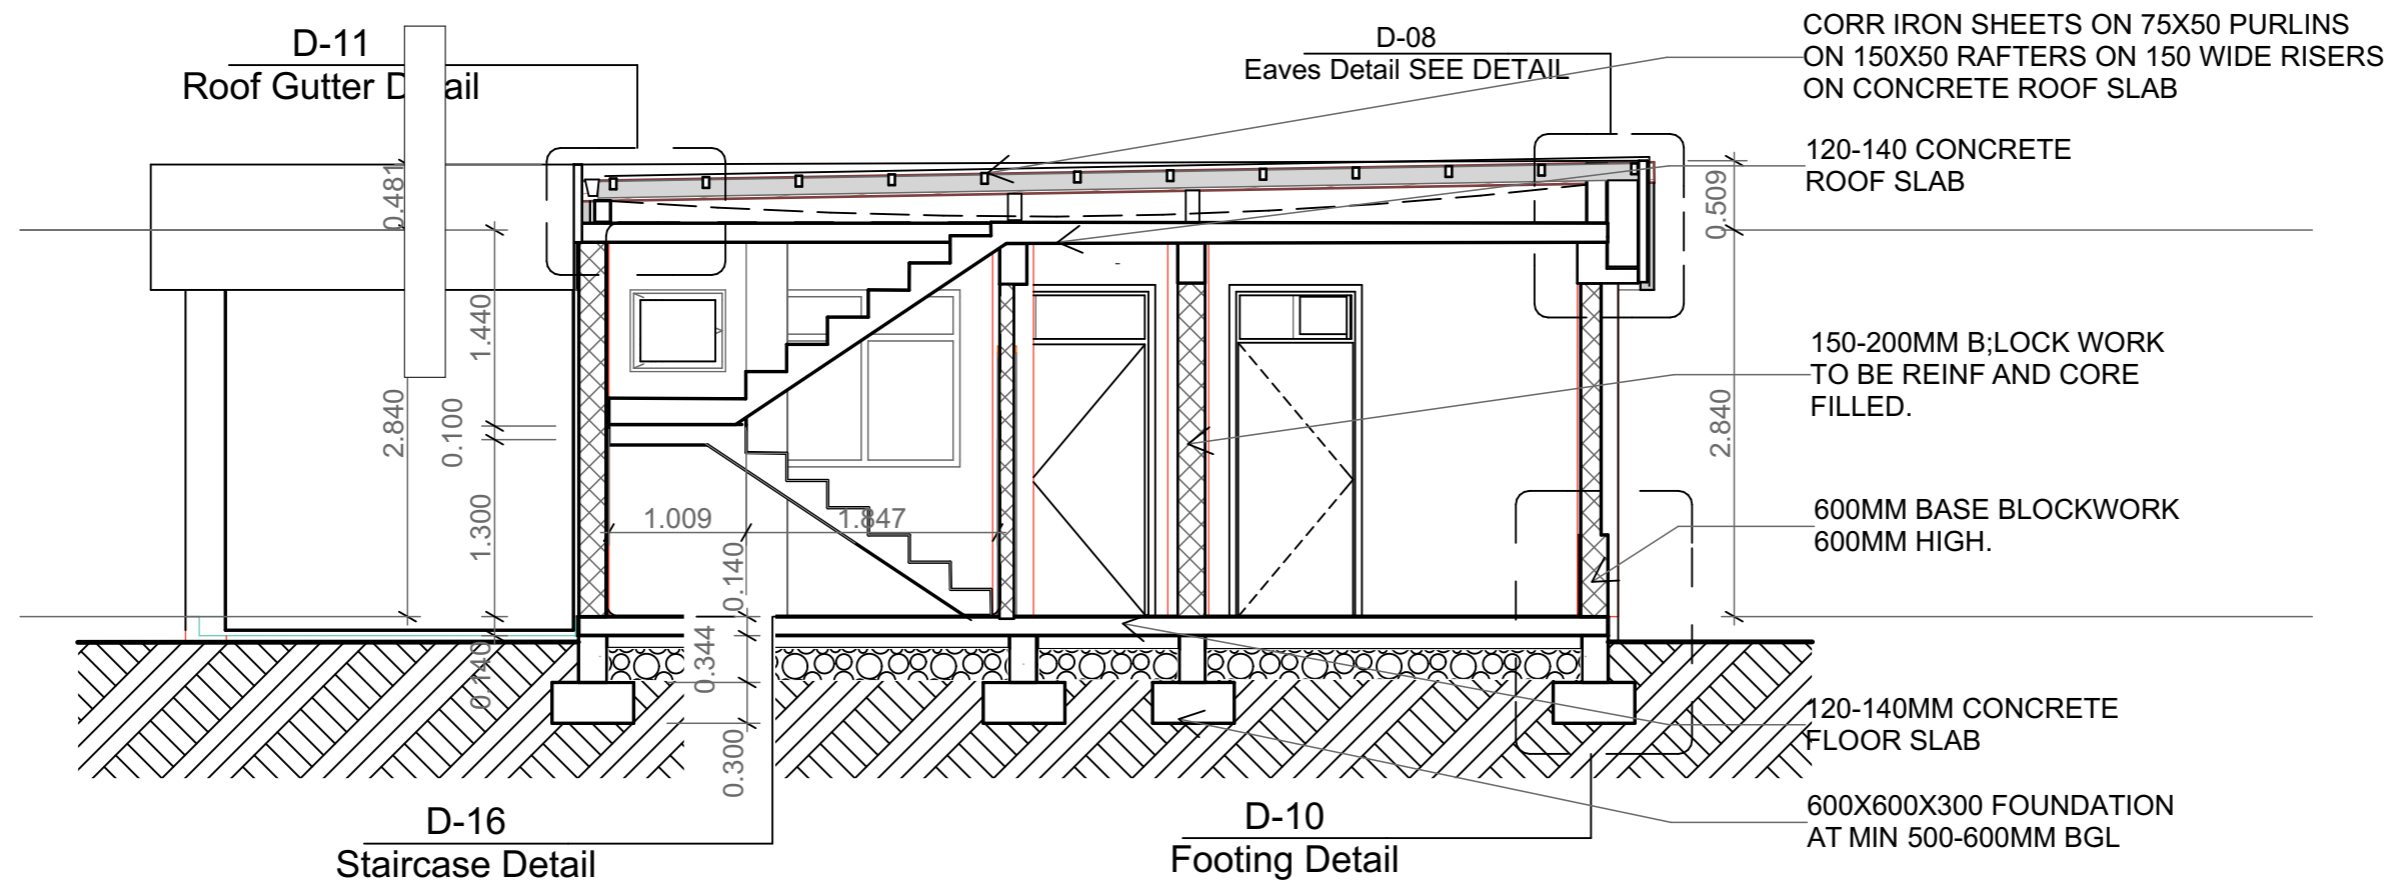 D-11
Roof Gutter D ail
D-08
Eaves Detail SEE DETAIL
CORR IRON SHEETS ON 75X50 PURLINS
ON 150X50 RAFTERS ON 150 WIDE RISERS
ON CONCRETE ROOF SLAB
120-140 CONCRETE
ROOF SLAB
0.481
0.509
1.440
2.840
0.100
1.300
0.140
1.009
1.847
0.140
0.344
0.300
2.840
150-200MM B;LOCK WORK
TO BE REINF AND CORE
FILLED.
600MM BASE BLOCKWORK
600MM HIGH.
120-140MM CONCRETE
FLOOR SLAB
600X600X300 FOUNDATION
AT MIN 500-600MM BGL
D-16
Staircase Detail
D-10
Footing Detail